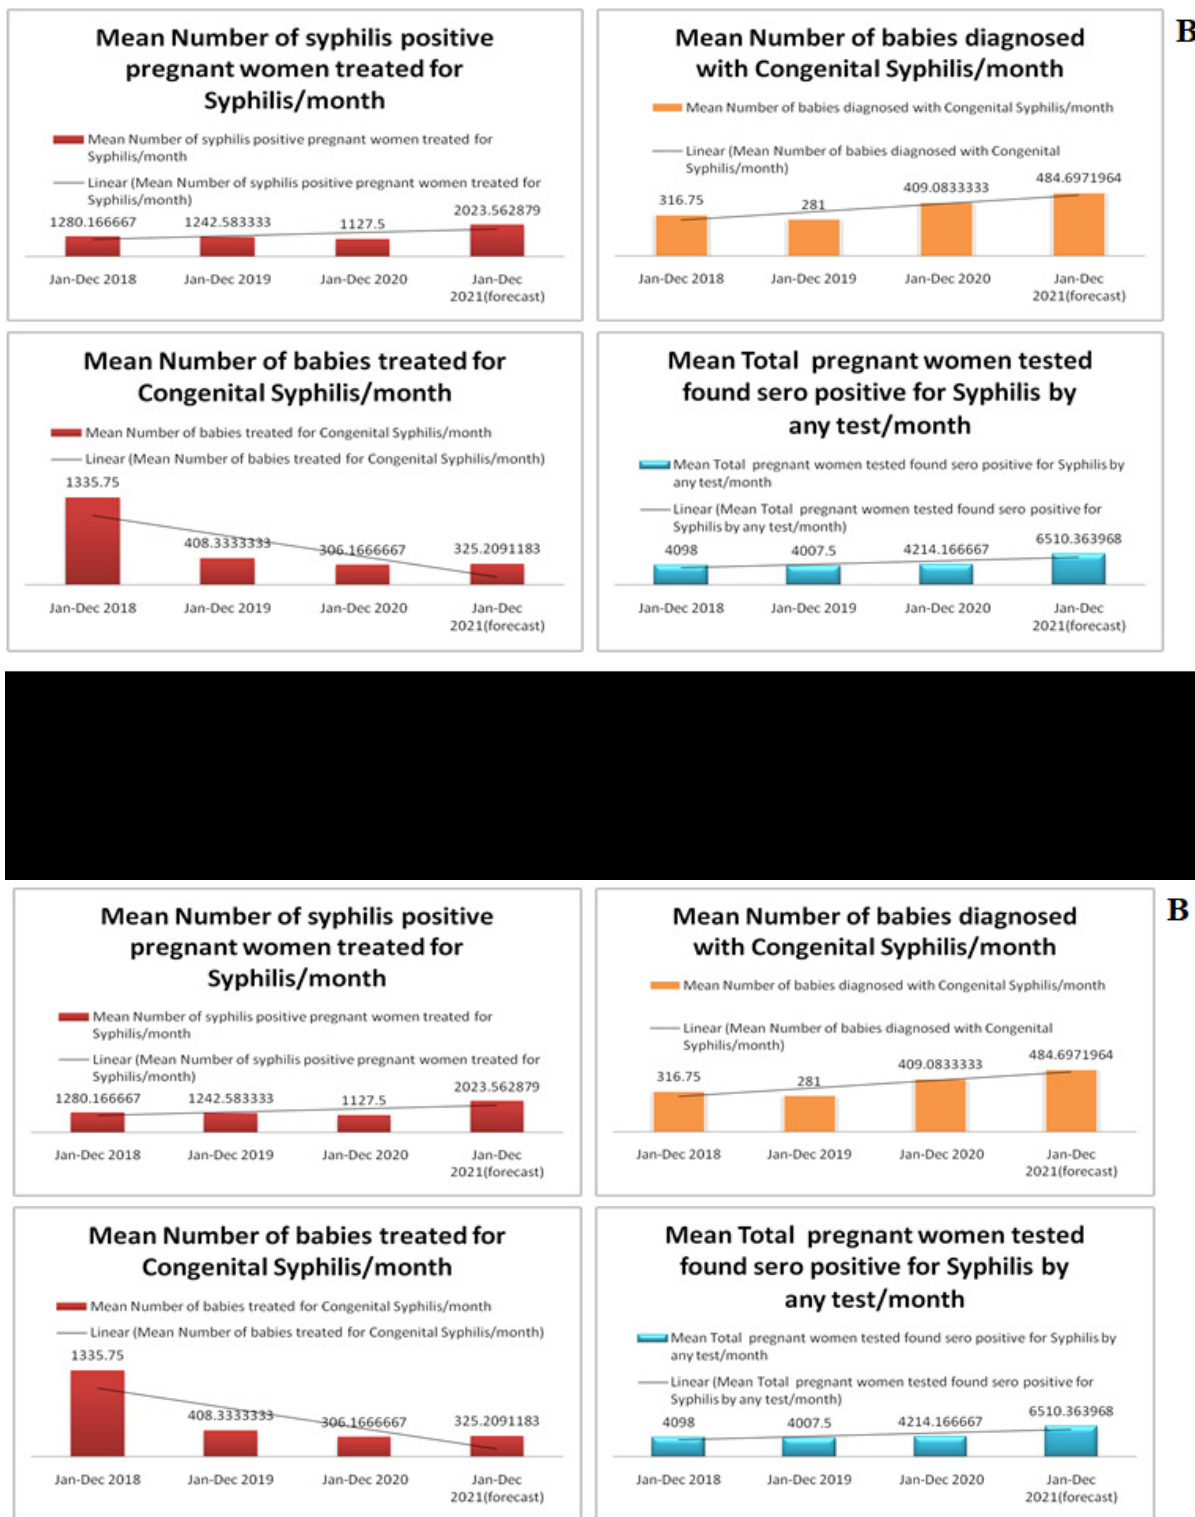 B
Mean Number of syphilis positive
pregnant women treated for
Syphilis/month
Mean Number of syphilis positive pregnant women treated for
Syphilis/month
Linear (Mean Number of syphilis positive pregnant women treated for
Syphilis/month)
1280.166667 1242.583333 1127.5 2023.562879
Jan-Dec 2018 Jan-Dec 2019 Jan-Dec 2020 Jan-Dec
2021(forecast)
Mean Number of babies diagnosed
with Congenital Syphilis/month
Mean Number of babies diagnosed with Congenital Syphilis/month
Linear (Mean Number of babies diagnosed with Congenital
Syphilis/month)
316.75 281 409.0833333 484.6971964
Jan-Dec 2018 Jan-Dec 2019 Jan-Dec 2020 Jan-Dec
2021(forecast)
Mean Number of babies treated for
Congenital Syphilis/month
Mean Number of babies treated for Congenital Syphilis/month
Linear (Mean Number of babies treated for Congenital Syphilis/month)
1335.75 408.3333333 306.1666667 325.2091183
Jan-Dec 2018 Jan-Dec 2019 Jan-Dec 2020 Jan-Dec
2021(forecast)
Mean Total pregnant women tested
found sero positive for Syphilis by
any test/month
Mean Total pregnant women tested found sero positive for Syphilis by
any test/month
Linear (Mean Total pregnant women tested found sero positive for
Syphilis by any test/month)
4098 4007.5 4214.166667 6510.363968
Jan-Dec 2018 Jan-Dec 2019 Jan-Dec 2020 Jan-Dec
2021(forecast)
B
Mean Number of syphilis positive
pregnant women treated for
Syphilis/month
Mean Number of syphilis positive pregnant women treated for
Syphilis/month
Linear (Mean Number of syphilis positive pregnant women treated for
Syphilis/month)
1280.166667 1242.583333 1127.5 2023.562879
Jan-Dec 2018 Jan-Dec 2019 Jan-Dec 2020 Jan-Dec
2021(forecast)
Mean Number of babies diagnosed
with Congenital Syphilis/month
Mean Number of babies diagnosed with Congenital Syphilis/month
Linear (Mean Number of babies diagnosed with Congenital
Syphilis/month)
316.75 281 409.0833333 484.6971964
Jan-Dec 2018 Jan-Dec 2019 Jan-Dec 2020 Jan-Dec
2021(forecast)
Mean Number of babies treated for
Congenital Syphilis/month
Mean Number of babies treated for Congenital Syphilis/month
Linear (Mean Number of babies treated for Congenital Syphilis/month)
1335.75 408.3333333 306.1666667 325.2091183
Jan-Dec 2018 Jan-Dec 2019 Jan-Dec 2020 Jan-Dec
2021(forecast)
Mean Total pregnant women tested
found sero positive for Syphilis by
any test/month
Mean Total pregnant women tested found sero positive for Syphilis by
any test/month
Linear (Mean Total pregnant women tested found sero positive for
Syphilis by any test/month)
4098 4007.5 4214.166667 6510.363968
Jan-Dec 2018 Jan-Dec 2019 Jan-Dec 2020 Jan-Dec
2021(forecast)